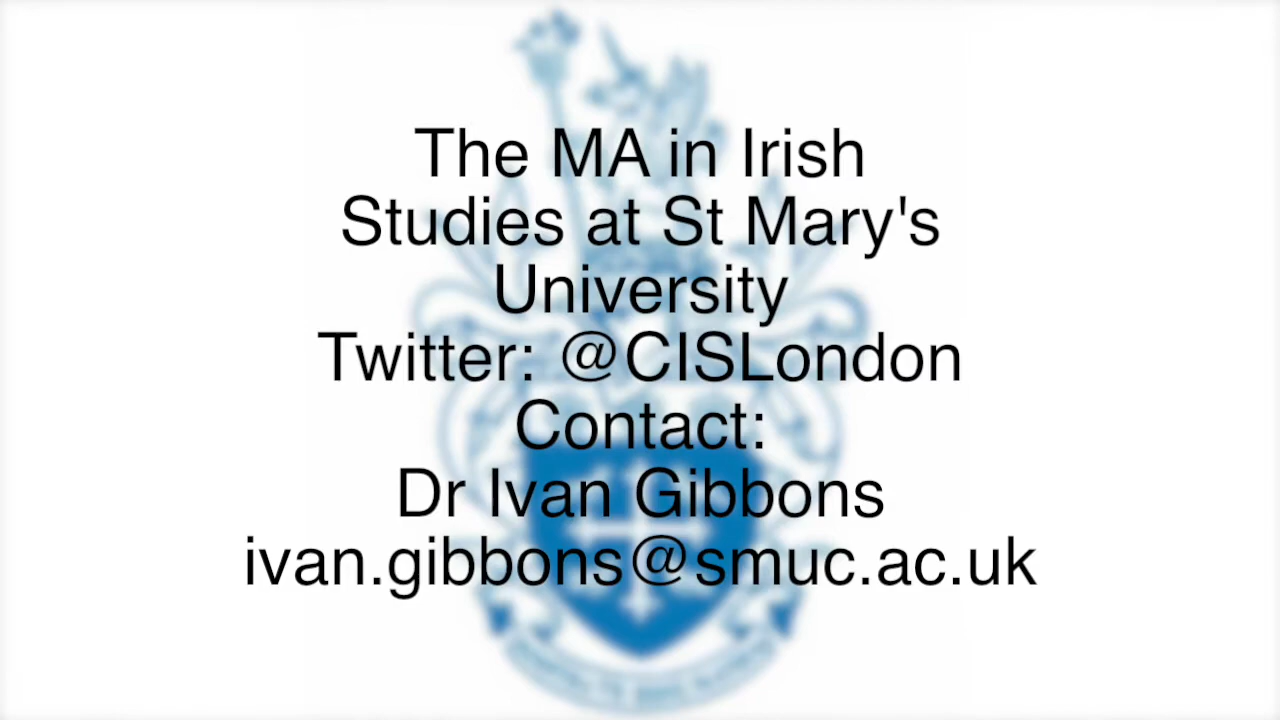 The MA in Irish
Studies at St Mary's
University
Twitter: @CISLondon
Contact:
Dr Ivan Gibbons
ivan.gibbons@smuc.ac.uk